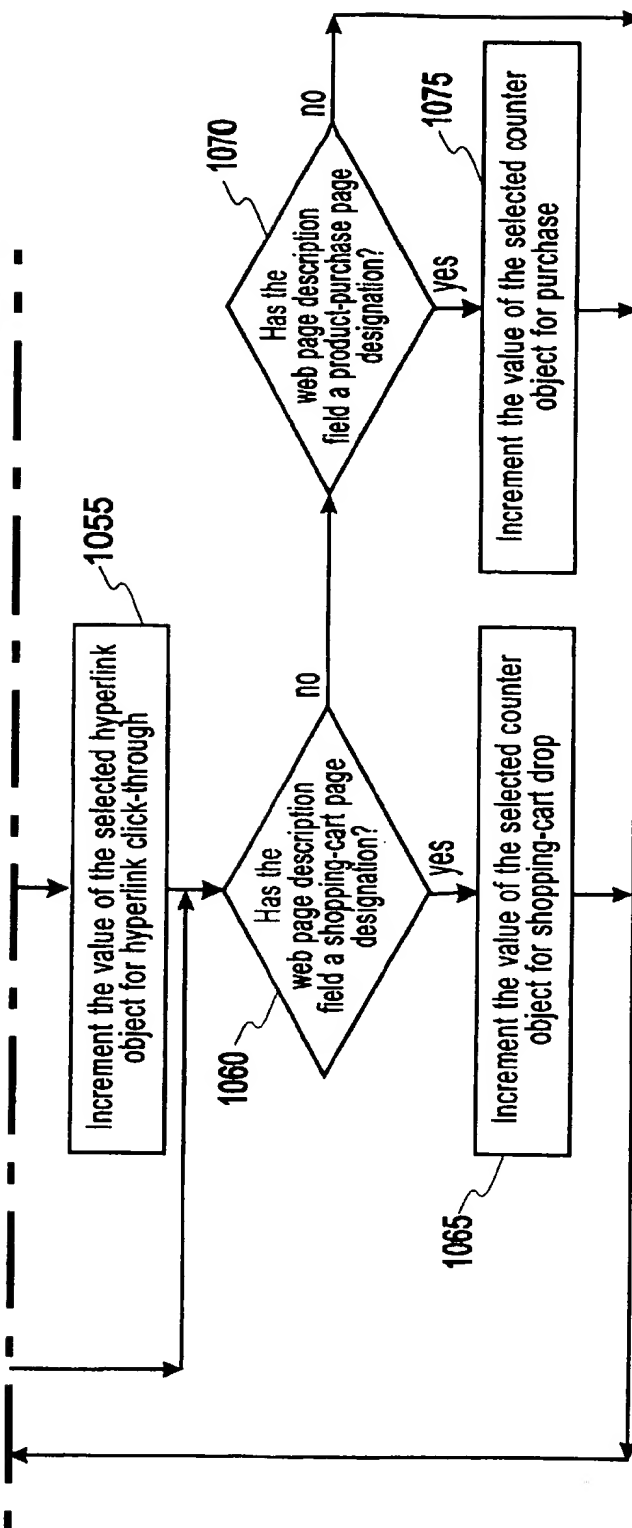 1055
Increment the value of the selected hyperlink
object for hyperlink click-through
1060
Has the
web page description
field a shopping-cart page
designation?
no
yes
1065
Increment the value of the selected counter
object for shopping-cart drop
1070
Has the
web page description
field a product-purchase page
designation?
no
yes
1075
Increment the value of the selected counter
object for purchase